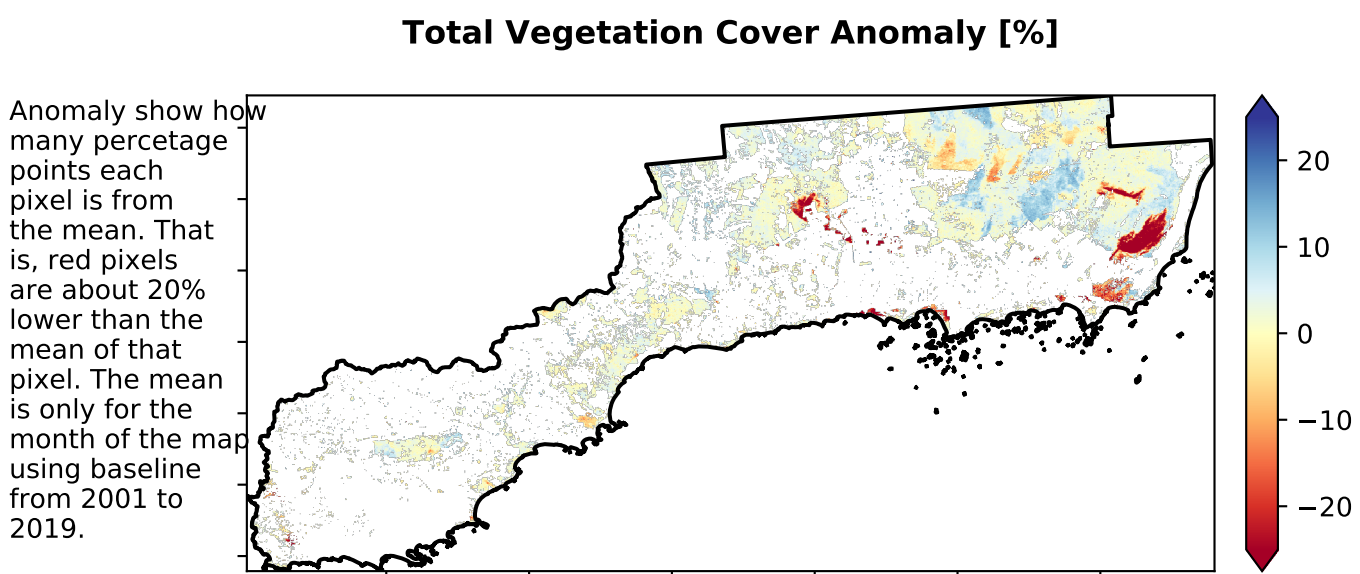 Total Vegetation Cover Anomaly [%]
Anomaly show how
many percetage
points each
pixel is from
the mean. That
is, red pixels
are about 20%
lower than the
mean of that
pixel. The mean
is only for the
month of the map
using baseline
from 2001 to
2019.
20
10
0
−10
−20